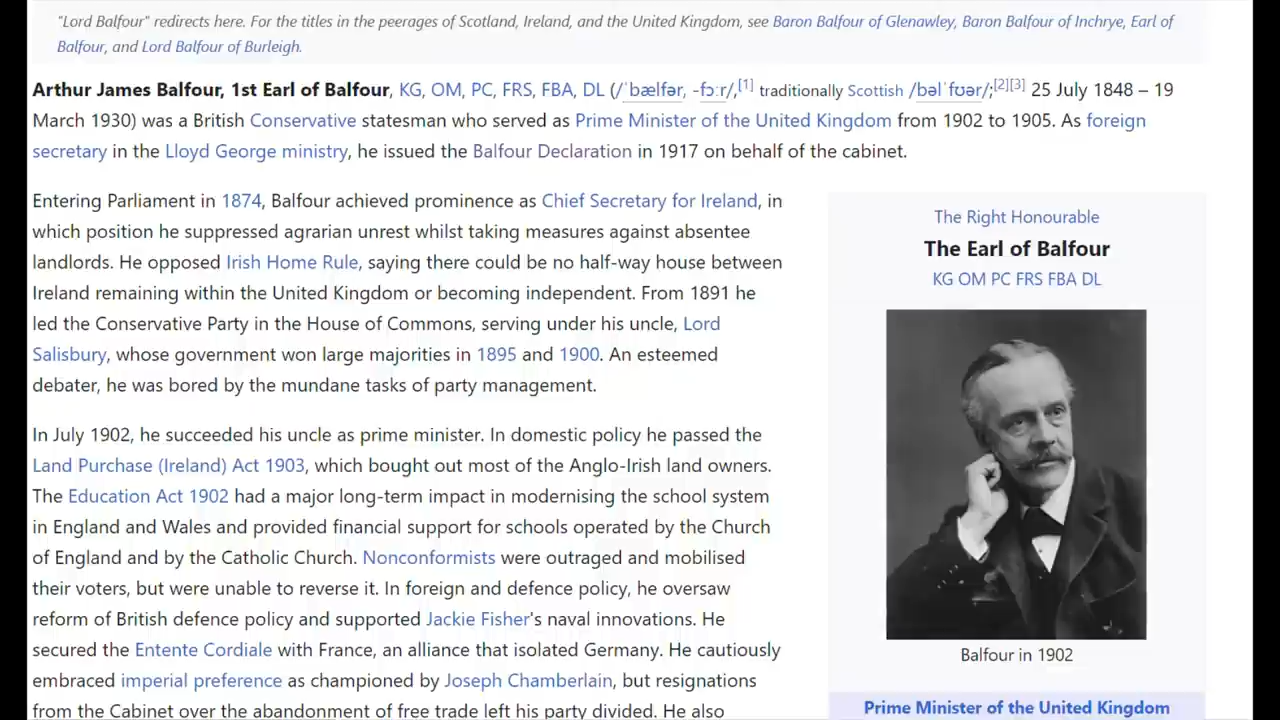 "Lord Balfour" redirects here. For the titles in the peerages of Scotland, Ireland, and the United Kingdom, see Baron Balfour of Glenawley, Baron Balfour of Inchrye, Earl of
Balfour, and Lord Balfour of Burleigh.
Arthur James Balfour, 1st Earl of Balfour, KG, OM, PC, FRS, FBA, DL (/ˈbælfər, -fɔːr/,[1] traditionally Scottish /bəlˈfʊər/;[2][3] 25 July 1848 – 19
March 1930) was a British Conservative statesman who served as Prime Minister of the United Kingdom from 1902 to 1905. As foreign
secretary in the Lloyd George ministry, he issued the Balfour Declaration in 1917 on behalf of the cabinet.
Entering Parliament in 1874, Balfour achieved prominence as Chief Secretary for Ireland, in
which position he suppressed agrarian unrest whilst taking measures against absentee
landlords. He opposed Irish Home Rule, saying there could be no half-way house between
Ireland remaining within the United Kingdom or becoming independent. From 1891 he
led the Conservative Party in the House of Commons, serving under his uncle, Lord
Salisbury, whose government won large majorities in 1895 and 1900. An esteemed
debater, he was bored by the mundane tasks of party management.
In July 1902, he succeeded his uncle as prime minister. In domestic policy he passed the
Land Purchase (Ireland) Act 1903, which bought out most of the Anglo-Irish land owners.
The Education Act 1902 had a major long-term impact in modernising the school system
in England and Wales and provided financial support for schools operated by the Church
of England and by the Catholic Church. Nonconformists were outraged and mobilised
their voters, but were unable to reverse it. In foreign and defence policy, he oversaw
reform of British defence policy and supported Jackie Fisher's naval innovations. He
secured the Entente Cordiale with France, an alliance that isolated Germany. He cautiously
embraced imperial preference as championed by Joseph Chamberlain, but resignations
from the Cabinet over the abandonment of free trade left his party divided. He also
The Right Honourable
The Earl of Balfour
KG OM PC FRS FBA DL
Balfour in 1902
Prime Minister of the United Kingdom